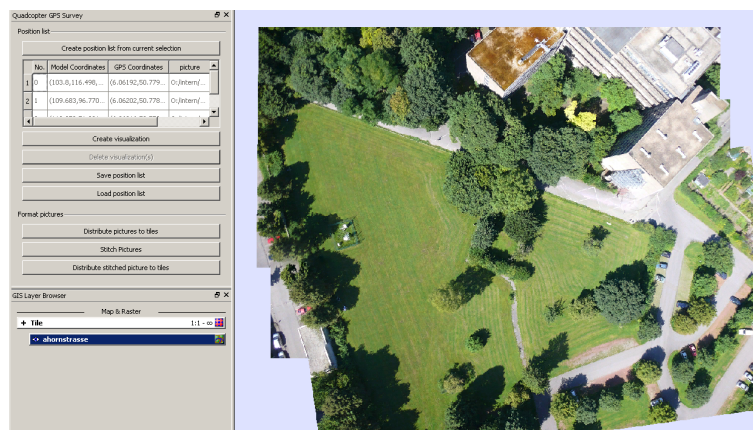 Quadcopter GPS Survey
Position list
Create position list from current selection
No. Model Coordinates GPS Coordinates picture
1 0 (103.8,116.498,... (6.06192,50.779... O:/intern/...
2 1 (109.683,96.770... (6.06202,50.778... O:/intern/...
Create visualization
Delete visualization(s)
Save position list
Load position list
Format pictures
Distribute pictures to tiles
Stitch Pictures
Distribute stitched picture to tiles
GIS Layer Browser
Map & Raster
+ Tile 1:1 - ∞
ahornstrasse